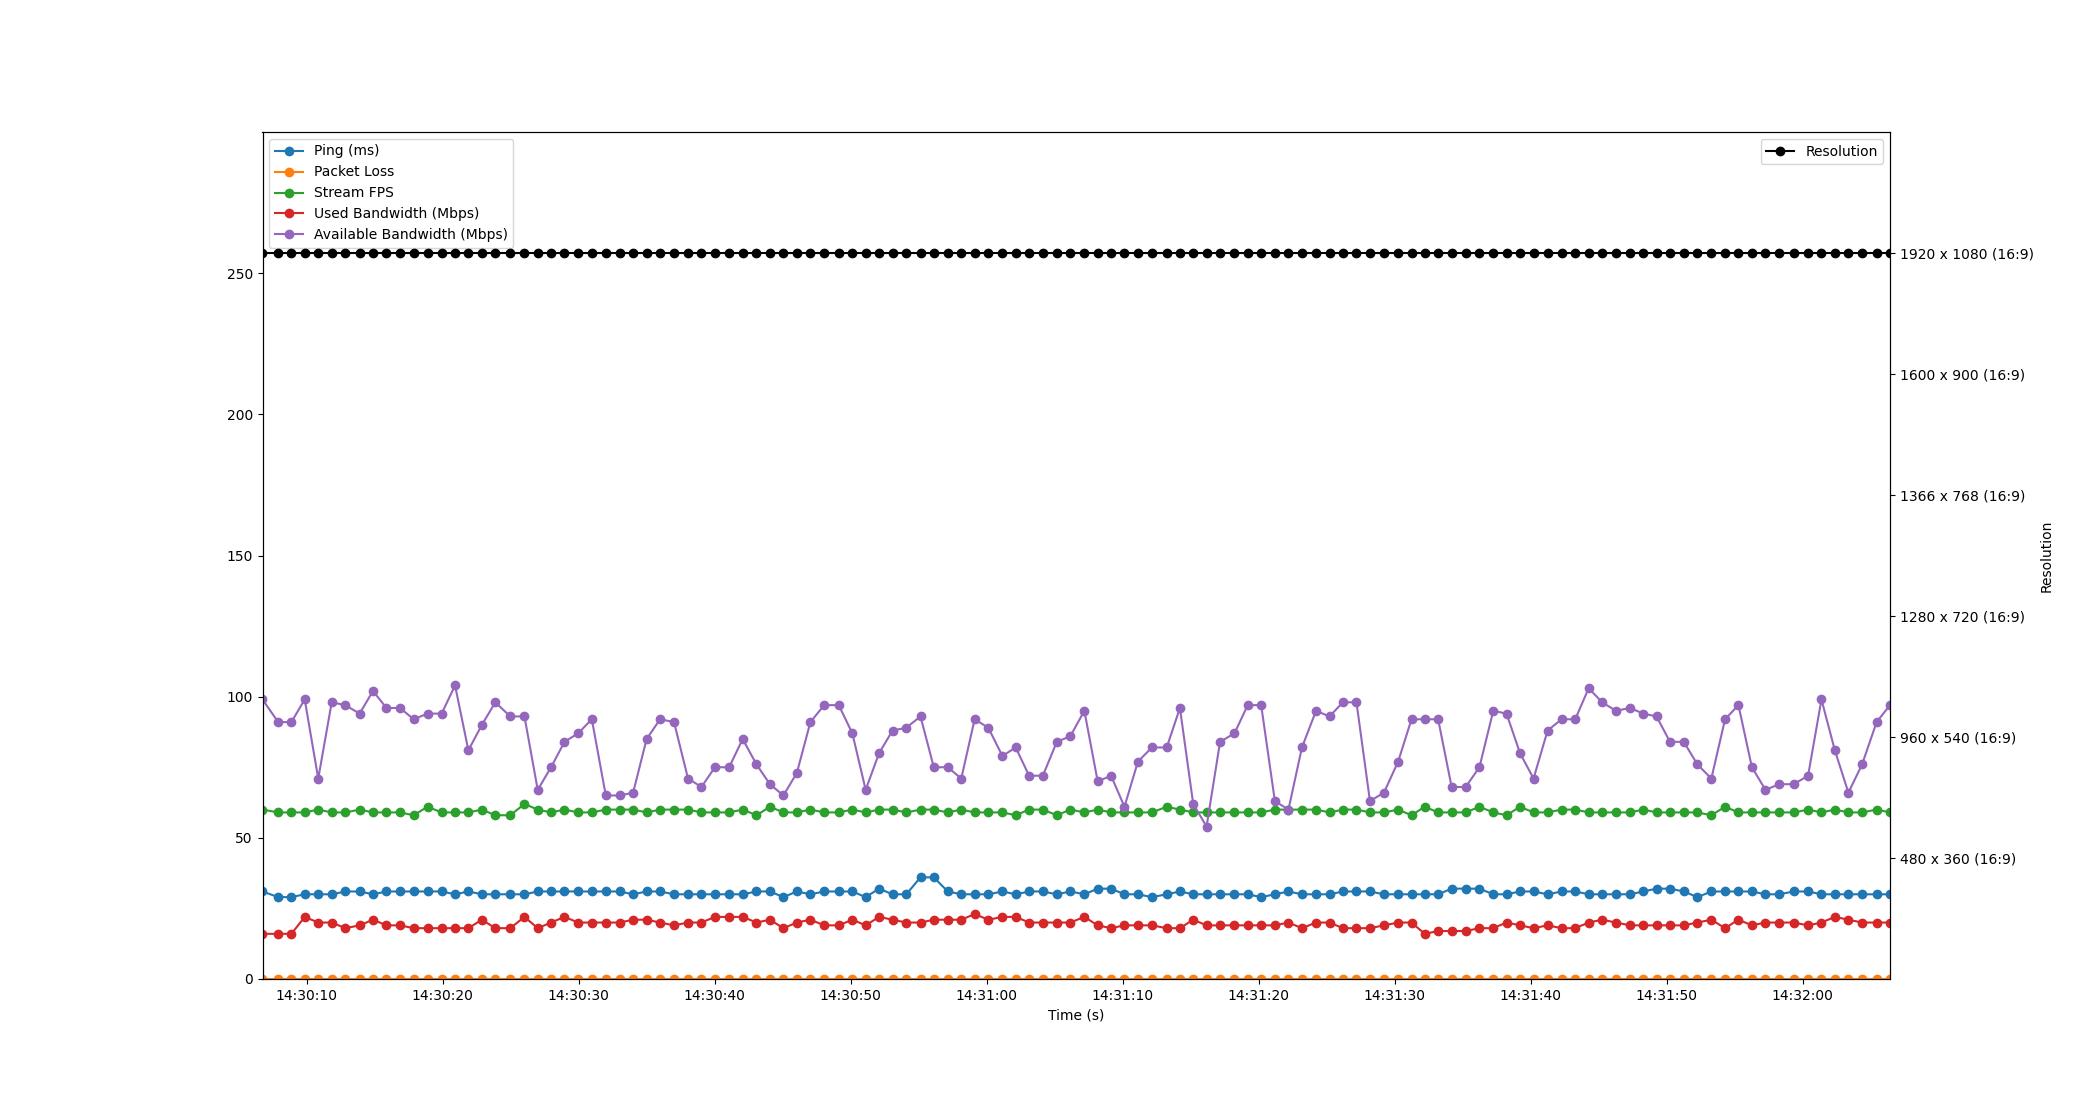 Ping (ms)
Packet Loss
Stream FPS
Used Bandwidth (Mbps)
Available Bandwidth (Mbps)
Resolution
250
200
150
100
50
0
1920 x 1080 (16:9)
1600 x 900 (16:9)
1366 x 768 (16:9)
1280 x 720 (16:9)
960 x 540 (16:9)
480 x 360 (16:9)
Resolution
14:30:10 14:30:20 14:30:30 14:30:40 14:30:50 14:31:00 14:31:10 14:31:20 14:31:30 14:31:40 14:31:50 14:32:00
Time (s)